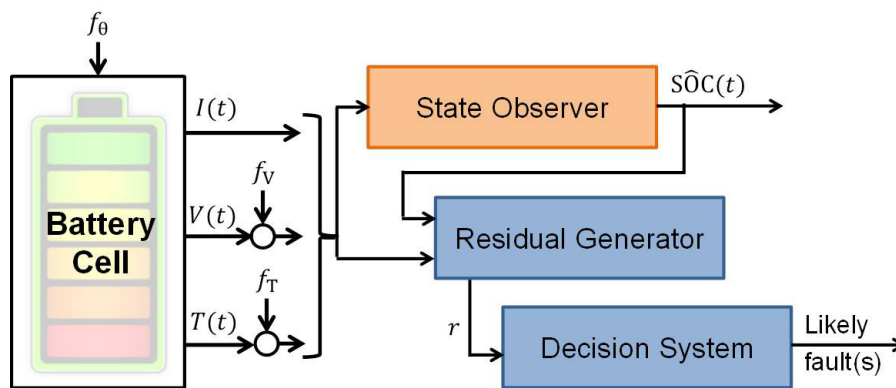 f_θ
Battery
Cell
I(t)
V(t)
f_V
T(t)
f_T
State Observer
SÔC(t)
Residual Generator
r
Decision System
Likely
fault(s)